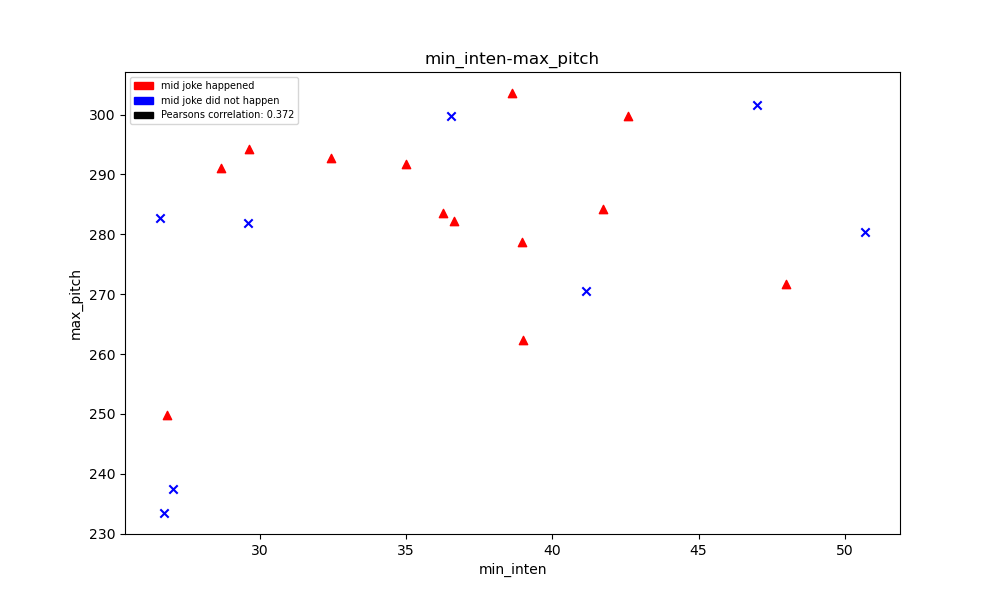 min_inten-max_pitch
mid joke happened
mid joke did not happen
Pearsons correlation: 0.372
300
290
280
270
260
250
240
230
max_pitch
30 35 40 45 50
min_inten